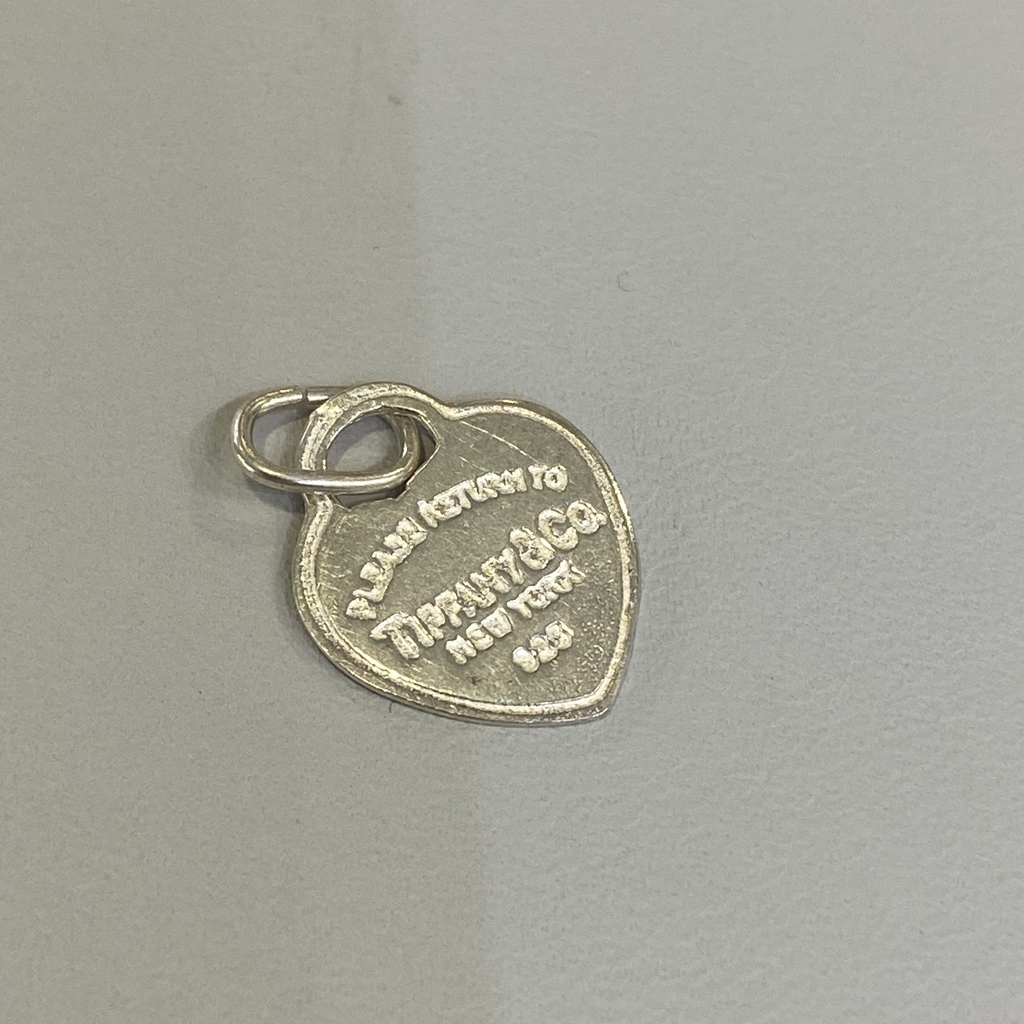 PLEASE RETURN TO
TIFFANY & CO.
NEW YORK
925